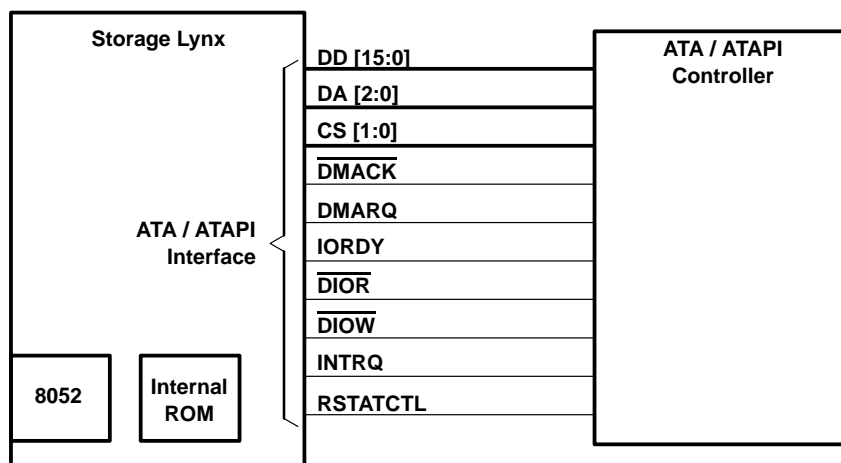 Storage Lynx
ATA / ATAPI
Controller
DD [15:0]
DA [2:0]
CS [1:0]
DMACK
DMARQ
IORDY
DIOR
DIOW
INTRQ
RSTATCTL
ATA / ATAPI
Interface
8052
Internal
ROM